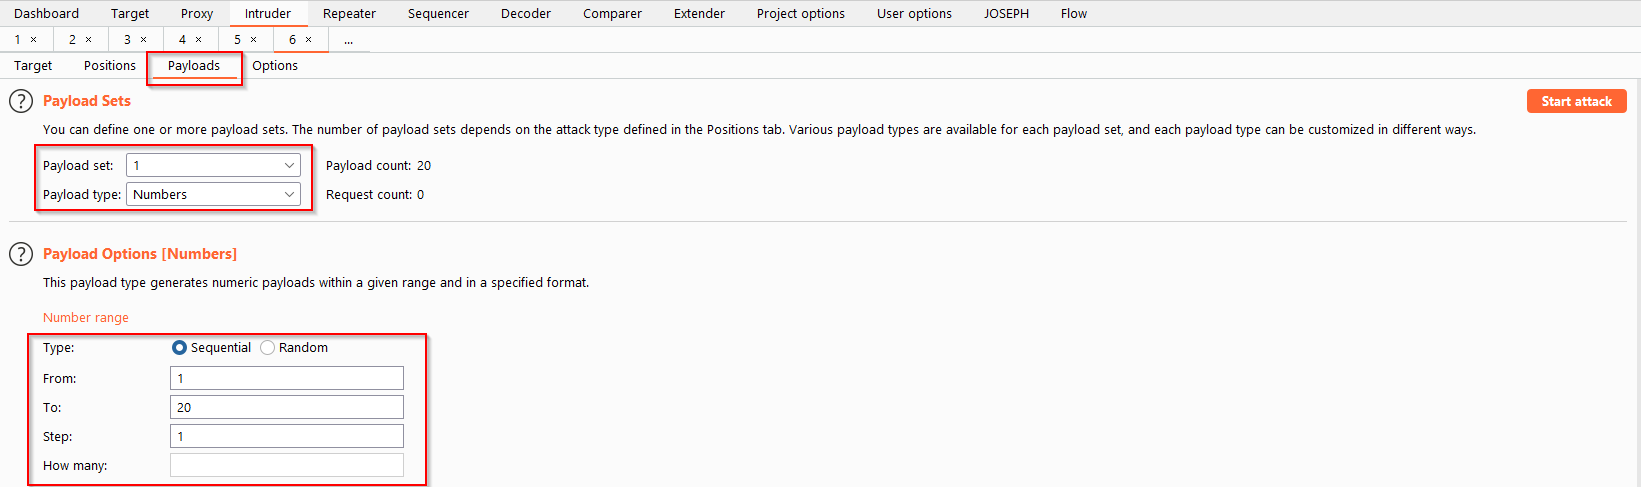 Dashboard Target Proxy Intruder Repeater Sequencer Decoder Comparer Extender Project options User options JOSEPH Flow
1 × 2 × 3 × 4 × 5 × 6 × ...
Target Positions Payloads Options
? Payload Sets Start attack
You can define one or more payload sets. The number of payload sets depends on the attack type defined in the Positions tab. Various payload types are available for each payload set, and each payload type can be customized in different ways.
Payload set: 1 Payload count: 20
Payload type: Numbers Request count: 0
? Payload Options [Numbers]
This payload type generates numeric payloads within a given range and in a specified format.
Number range
Type: Sequential Random
From: 1
To: 20
Step: 1
How many: